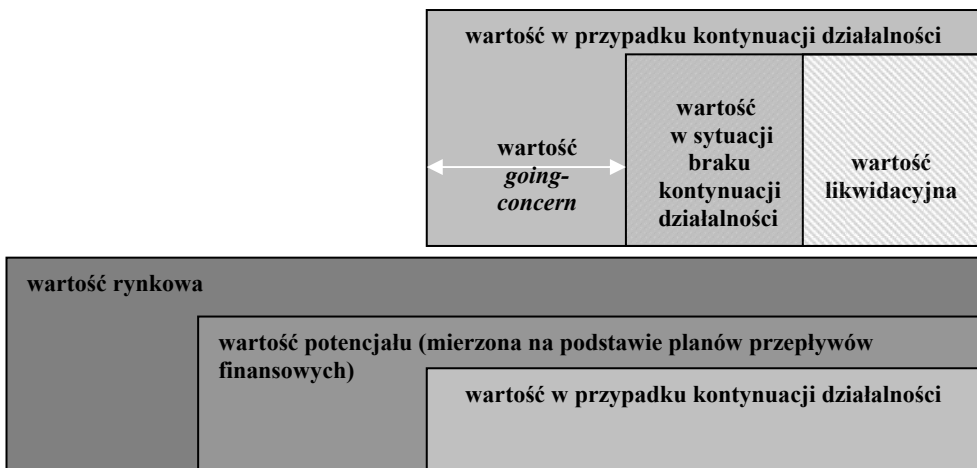 wartość w przypadku kontynuacji działalności
wartość
going-
concern
wartość
w sytuacji
braku
kontynuacji
działalności
wartość
likwidacyjna
wartość rynkowa
wartość potencjału (mierzona na podstawie planów przepływów
finansowych)
wartość w przypadku kontynuacji działalności